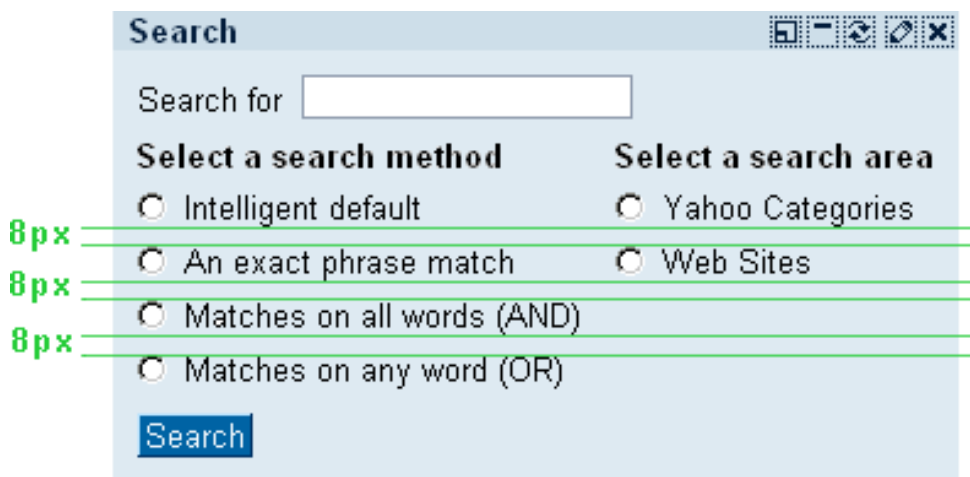 Search
Search for
Select a search method Select a search area
Intelligent default Yahoo Categories
8px
An exact phrase match Web Sites
8px
Matches on all words (AND)
8px
Matches on any word (OR)
Search